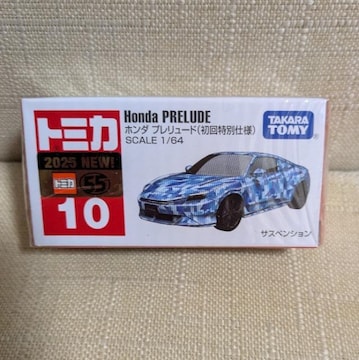 トミカ
2025 NEW!
トミカ 55
10
Honda PRELUDE
ホンダ プレリュード(初回特別仕様)
SCALE 1/64
TAKARA
TOMY
サスペンション